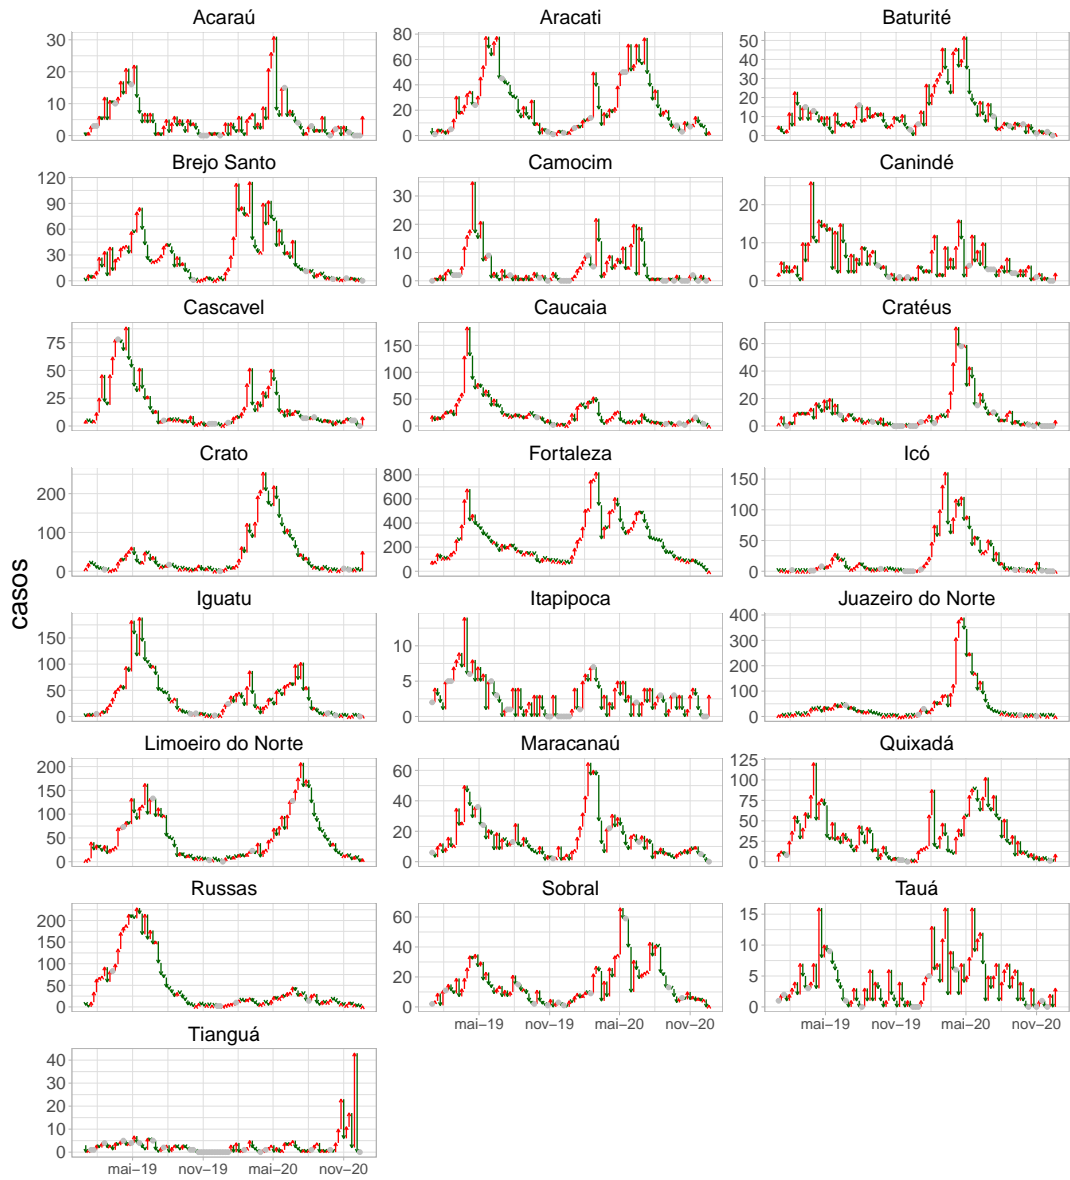 Acaraú Aracati Baturité
30 80 50
20 60 40
10 40 30
0 20 20
0 10
0
Brejo Santo Camocim Canindé
120 30 20
90 20 10
60 10 0
30 0
0
Cascavel Caucaia Cratéus
75 150 60
50 100 40
25 50 20
0 0 0
Crato Fortaleza Icó
200 800 150
100 600 100
0 400 50
200 0
0
casos
Iguatu Itapipoca Juazeiro do Norte
150 10 400
100 5 300
50 0 200
0 100
0
Limoeiro do Norte Maracanaú Quixadá
200 60 125
150 40 100
100 20 75
50 0 50
0 25
0
Russas Sobral Tauá
200 60 15
150 40 10
100 20 5
50 0 0
0
mai−19 nov−19 mai−20 nov−20 mai−19 nov−19 mai−20 nov−20
Tianguá
40
30
20
10
0
mai−19 nov−19 mai−20 nov−20